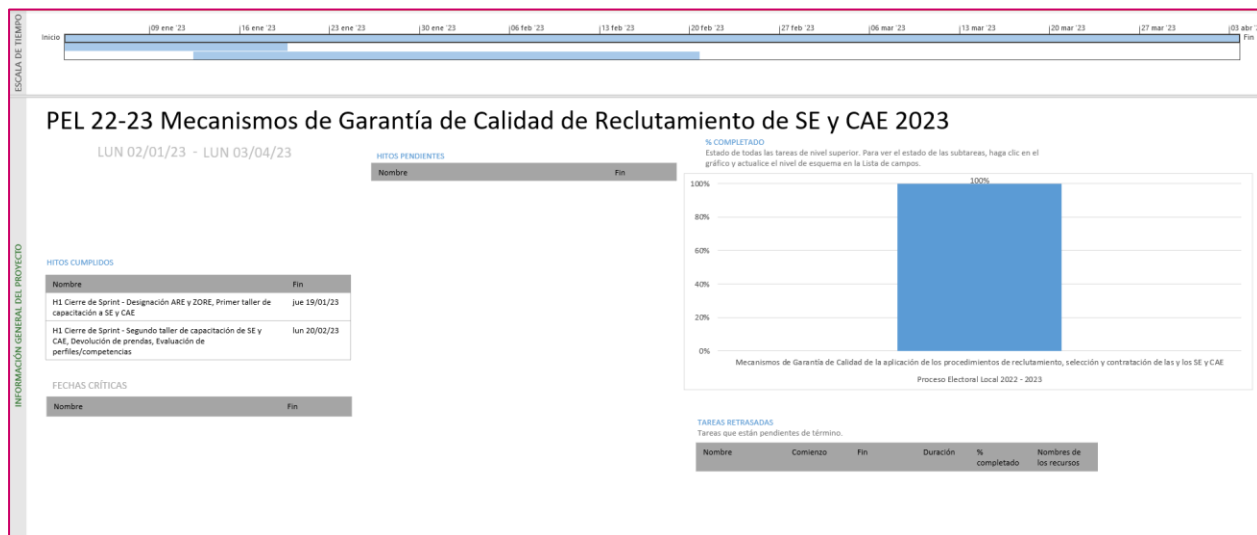 ESCALA DE TIEMPO
09 ene '23 16 ene '23 23 ene '23 30 ene '23 06 feb '23 13 feb '23 20 feb '23 27 feb '23 06 mar '23 13 mar '23 20 mar '23 27 mar '23 03 abr '
Inicio
Fin
INFORMACIÓN GENERAL DEL PROYECTO
PEL 22-23 Mecanismos de Garantía de Calidad de Reclutamiento de SE y CAE 2023
LUN 02/01/23 - LUN 03/04/23
HITOS PENDIENTES
Nombre Fin
HITOS CUMPLIDOS
Nombre Fin
H1 Cierre de Sprint - Designación ARE y ZORE, Primer taller de jue 19/01/23
capacitación a SE y CAE
H1 Cierre de Sprint - Segundo taller de capacitación de SE y lun 20/02/23
CAE, Devolución de prendas, Evaluación de
perfiles/competencias
FECHAS CRÍTICAS
Nombre Fin
% COMPLETADO
Estado de todas las tareas de nivel superior. Para ver el estado de las subtareas, haga clic en el
gráfico y actualice el nivel de esquema en la Lista de campos.
100%
100%
80%
60%
40%
20%
0%
Mecanismos de Garantía de Calidad de la aplicación de los procedimientos de reclutamiento, selección y contratación de las y los SE y CAE
Proceso Electoral Local 2022 - 2023
TAREAS RETRASADAS
Tareas que están pendientes de término.
Nombre Comienzo Fin Duración % Nombres de
completado los recursos